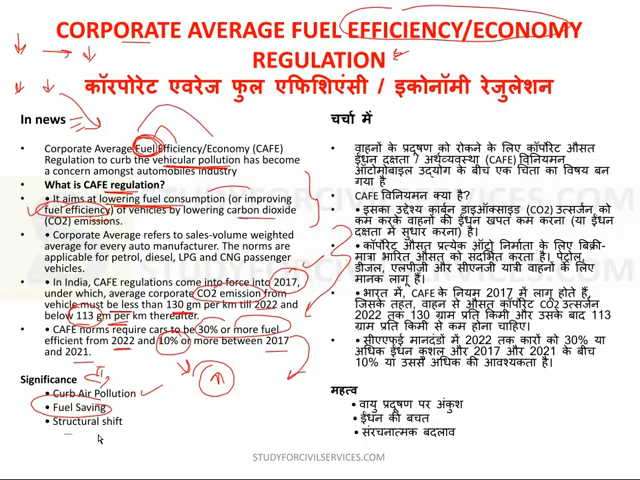 CORPORATE AVERAGE FUEL EFFICIENCY/ECONOMY
REGULATION
कॉरपोरेट एवरेज फुल एफिशिएंसी / इकोनॉमी रेजुलेशन
In news
• Corporate Average Fuel Efficiency/Economy (CAFE)
Regulation to curb the vehicular pollution has become
a concern amongst automobiles industry
• What is CAFE regulation?
• • It aims at lowering fuel consumption (or improving
fuel efficiency) of vehicles by lowering carbon dioxide
(CO2) emissions.
• • Corporate Average refers to sales-volume weighted
average for every auto manufacturer. The norms are
applicable for petrol, diesel, LPG and CNG passenger
vehicles.
• • In India, CAFE regulations come into force into 2017,
under which, average corporate CO2 emission from
vehicle must be less than 130 gm per km till 2022 and
below 113 gm per km thereafter.
• • CAFE norms require cars to be 30% or more fuel
efficient from 2022 and 10% or more between 2017
and 2021.
Significance
• Curb Air Pollution
• Fuel Saving
• Structural shift
चर्चा में
• वाहनों के प्रदूषण को रोकने के लिए कॉर्पोरेट औसत
ईंधन दक्षता / अर्थव्यवस्था (CAFE) विनियमन
ऑटोमोबाइल उद्योग के बीच एक चिंता का विषय बन
गया है
• CAFE विनियमन क्या है?
• • इसका उद्देश्य कार्बन डाइऑक्साइड (CO2) उत्सर्जन को
कम करके वाहनों की ईंधन खपत कम करना (या ईंधन
दक्षता में सुधार करना) है।
• • कॉर्पोरेट औसत प्रत्येक ऑटो निर्माता के लिए बिक्री-
मात्रा भारित औसत को संदर्भित करता है। पेट्रोल,
डीजल, एलपीजी और सीएनजी यात्री वाहनों के लिए
मानक लागू हैं।
• • भारत में, CAFE के नियम 2017 में लागू होते हैं,
जिसके तहत, वाहन से औसत कॉर्पोरेट CO2 उत्सर्जन
2022 तक 130 ग्राम प्रति किमी और उसके बाद 113
ग्राम प्रति किमी से कम होना चाहिए।
• • सीएएफई मानदंडों में 2022 तक कारों को 30% या
अधिक ईंधन कुशल और 2017 और 2021 के बीच
10% या उससे अधिक की आवश्यकता है।
महत्व
• वायु प्रदूषण पर अंकुश
• ईंधन की बचत
• संरचनात्मक बदलाव
STUDYFORCIVILSERVICES.COM